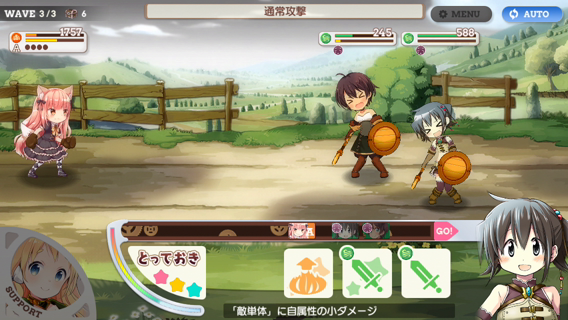 WAVE 3/3
6
通常攻撃
MENU
AUTO
1757
A
245
588
A
GO!
とっておき
SUPPORT
「敵単体」に自属性の小ダメージ